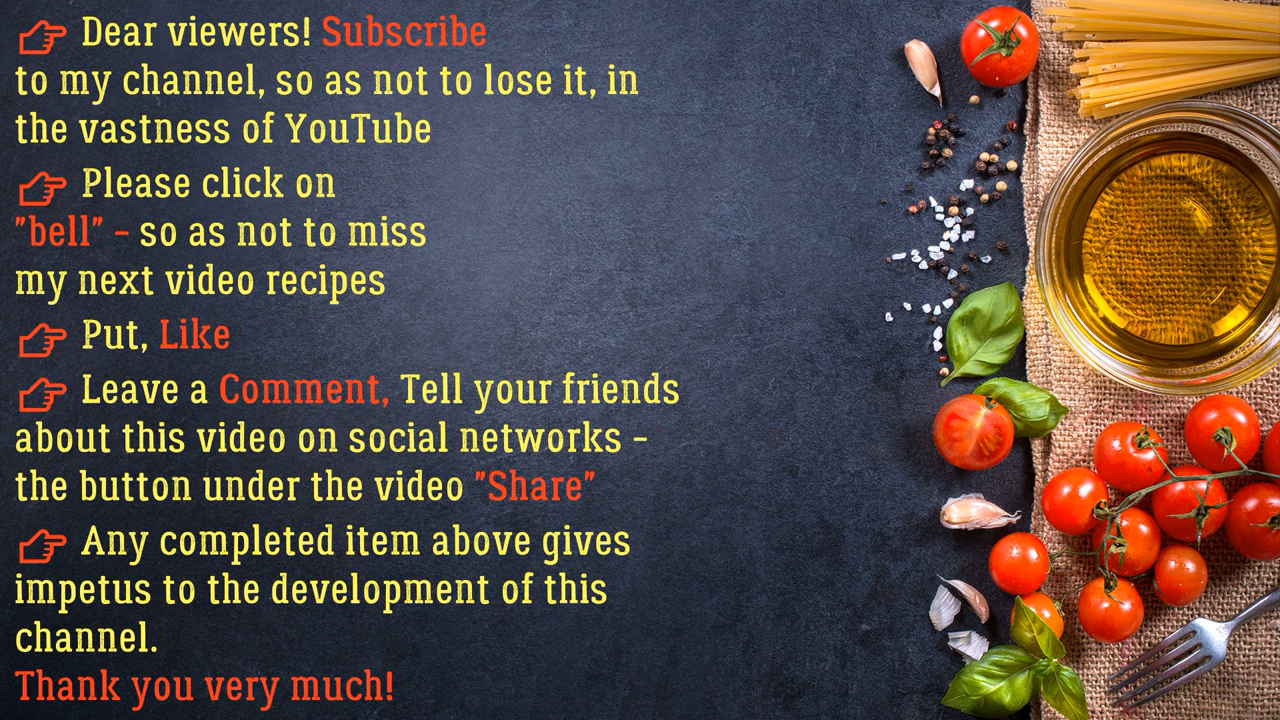 Dear viewers! Subscribe
to my channel, so as not to lose it, in
the vastness of YouTube
Please click on
"bell" - so as not to miss
my next video recipes
Put, Like
Leave a Comment, Tell your friends
about this video on social networks -
the button under the video "Share"
Any completed item above gives
impetus to the development of this
channel.
Thank you very much!